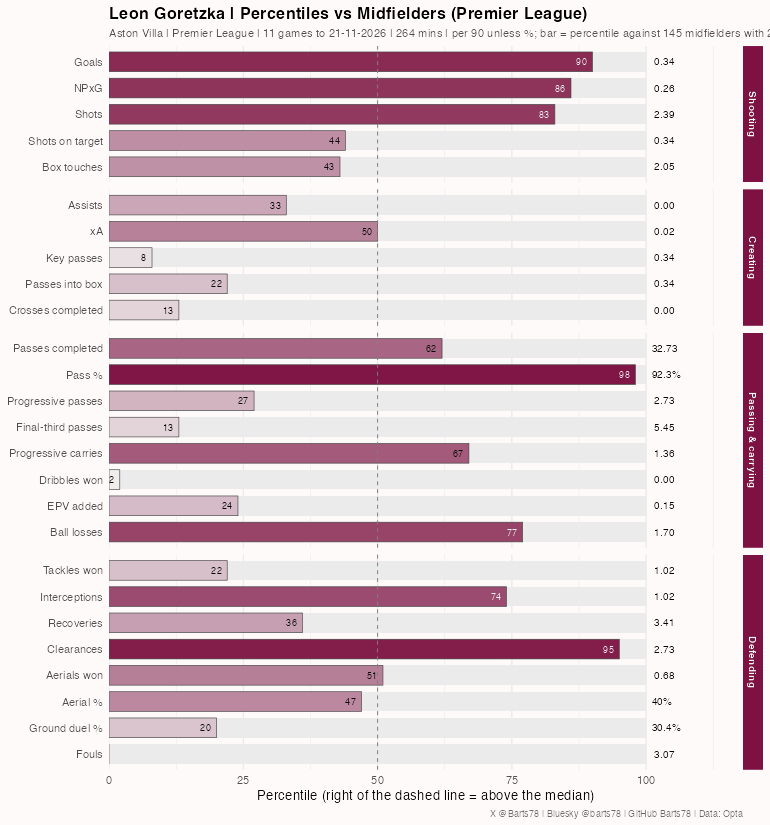 Leon Goretzka | Percentiles vs Midfielders (Premier League)
Aston Villa | Premier League | 11 games to 21-11-2026 | 264 mins | per 90 unless %; bar = percentile against 145 midfielders with 2
Goals 90 0.34
NPxG 86 0.26
Shots 83 2.39
Shots on target 44 0.34
Box touches 43 2.05
Shooting
Assists 33 0.00
xA 50 0.02
Key passes 8 0.34
Passes into box 22 0.34
Crosses completed 13 0.00
Creating
Passes completed 62 32.73
Pass % 98 92.3%
Progressive passes 27 2.73
Final-third passes 13 5.45
Progressive carries 67 1.36
Dribbles won 2 0.00
EPV added 24 0.15
Ball losses 77 1.70
Passing & carrying
Tackles won 22 1.02
Interceptions 74 1.02
Recoveries 36 3.41
Clearances 95 2.73
Aerials won 51 0.68
Aerial % 47 40%
Ground duel % 20 30.4%
Fouls 3.07
Defending
0 25 50 75 100
Percentile (right of the dashed line = above the median)
X @Barts78 | Bluesky @barts78 | GitHub Barts78 | Data: Opta